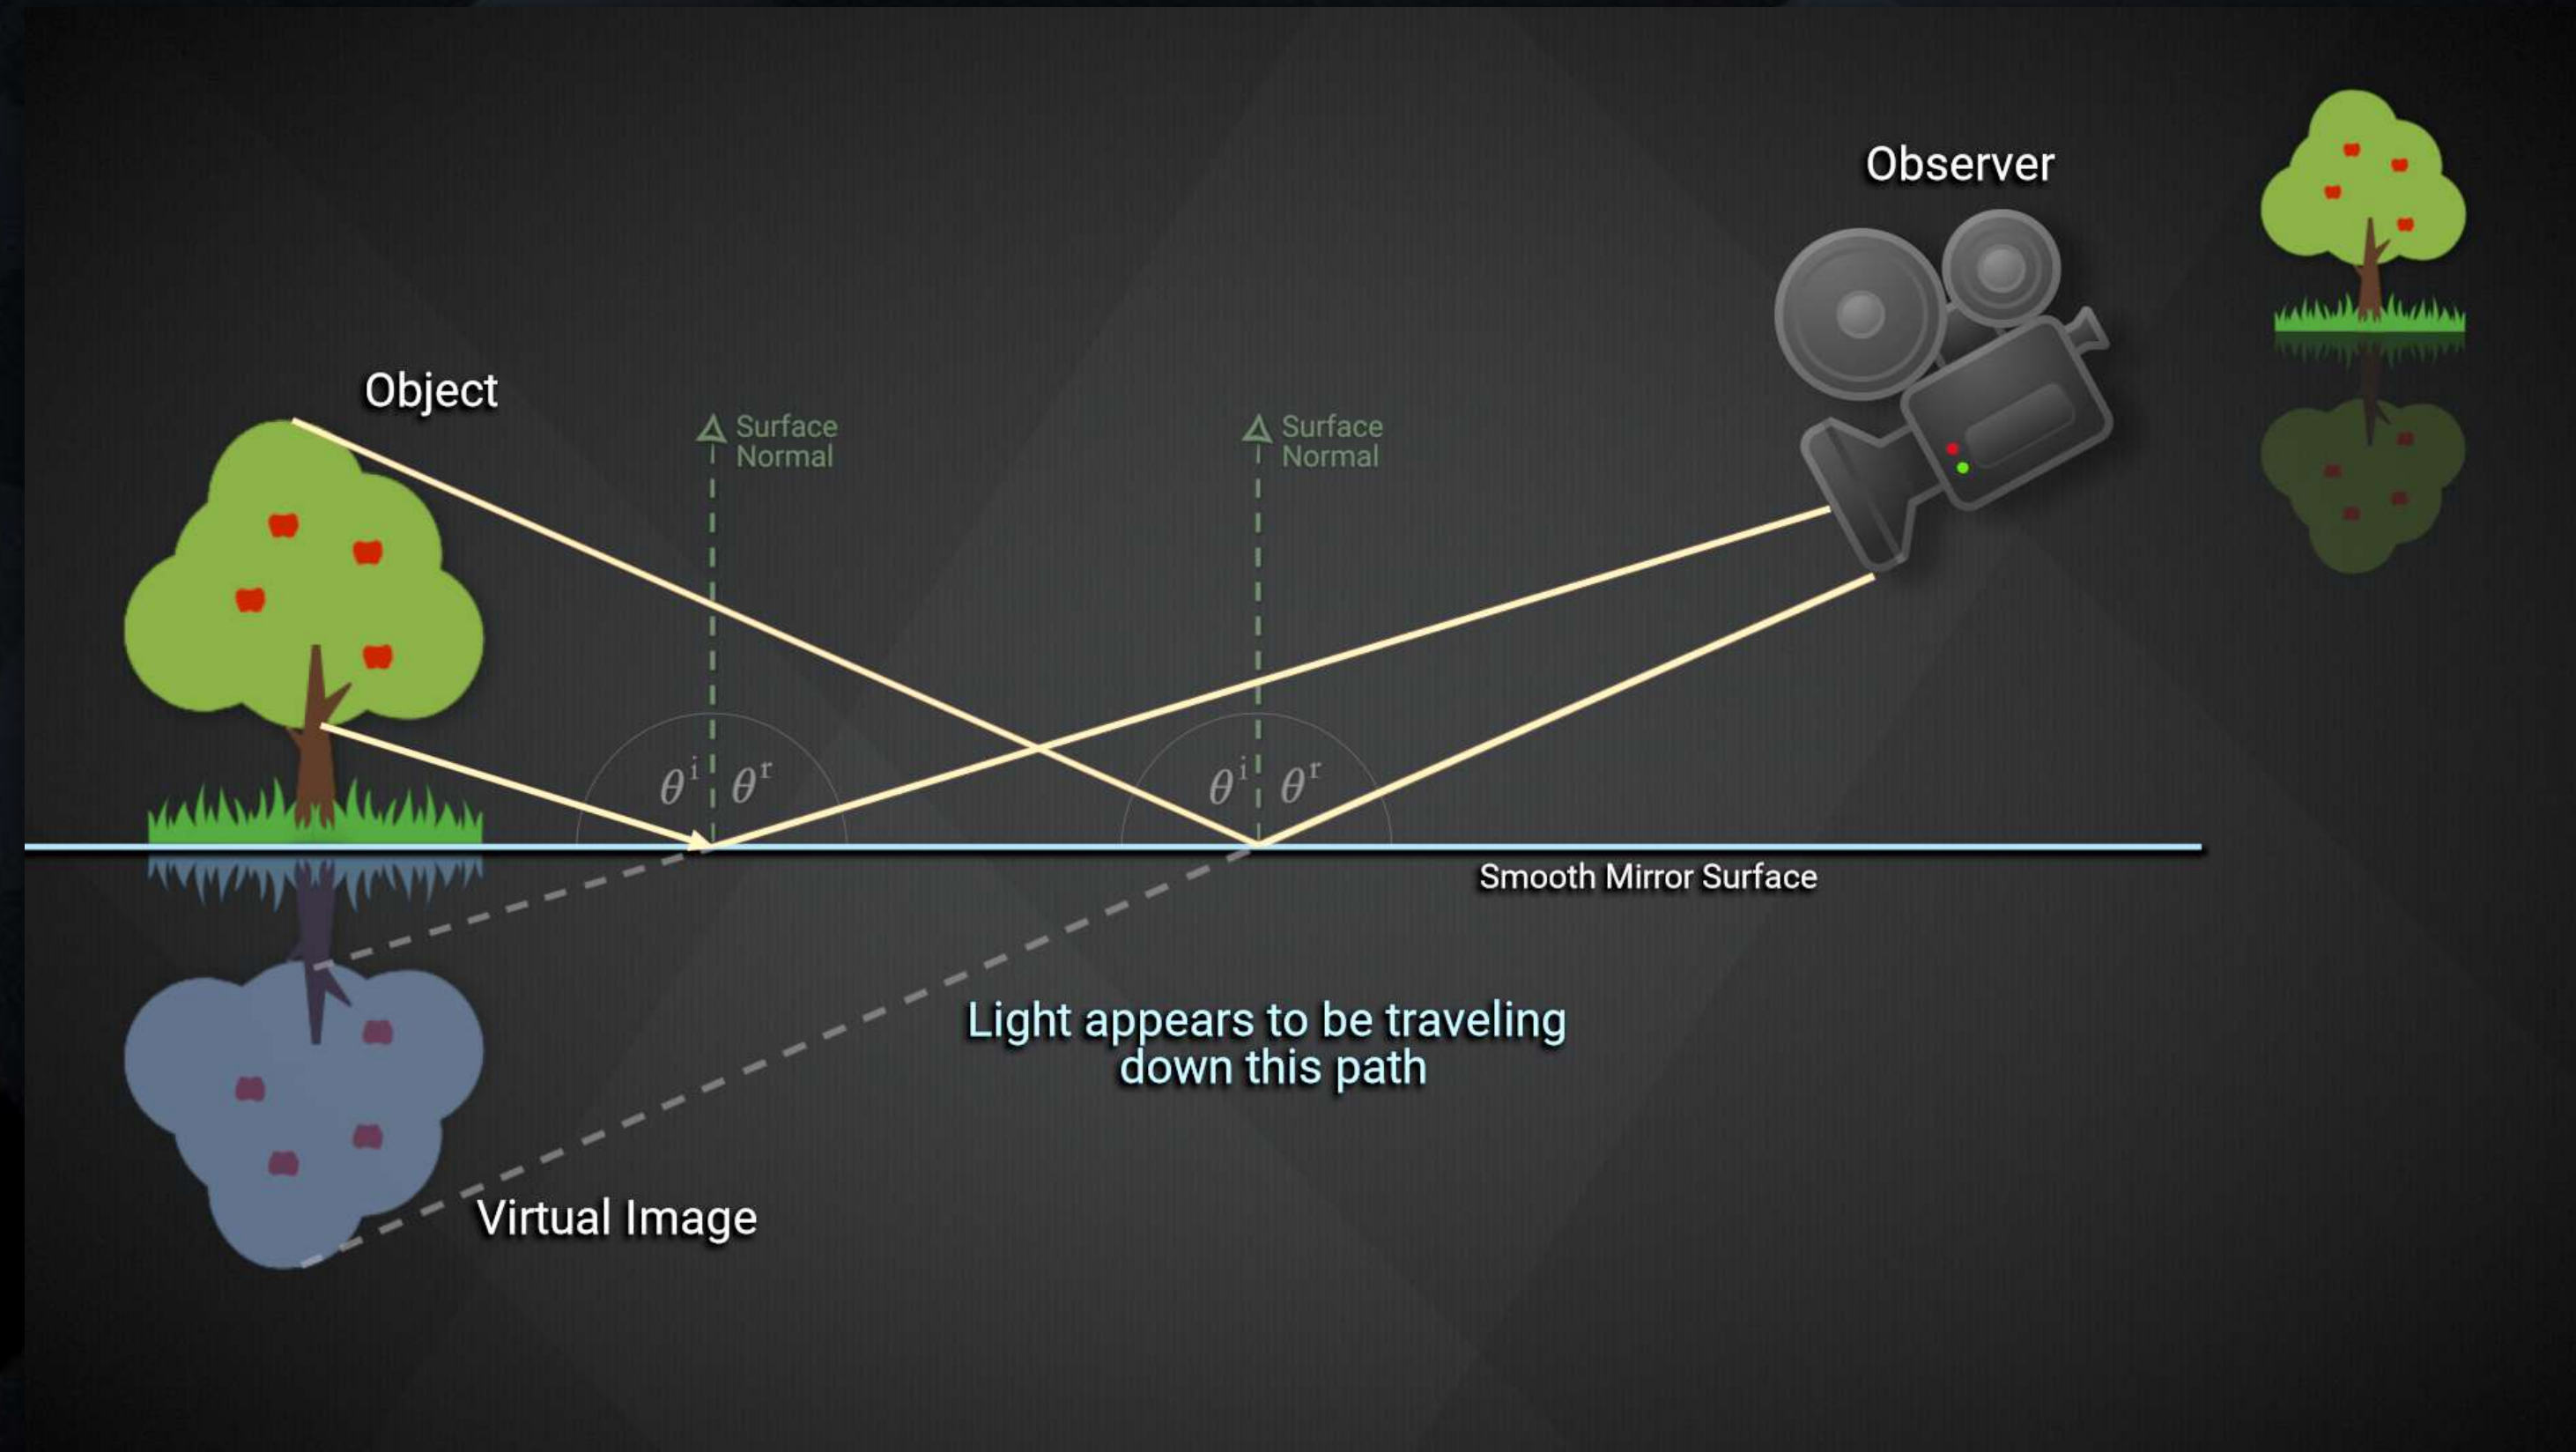 Observer
Object
Surface
Normal
Surface
Normal
θⁱ θʳ
θⁱ θʳ
Smooth Mirror Surface
Light appears to be traveling
down this path
Virtual Image